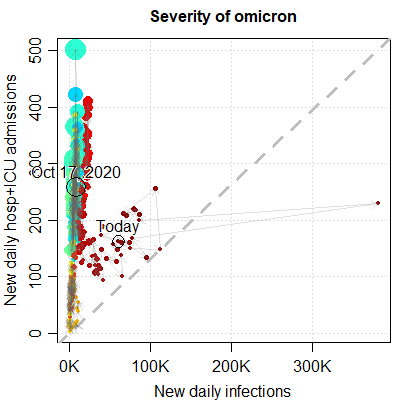 Severity of omicron
New daily hosp+ICU admissions
500
400
300
200
100
0
Oct 17, 2020
Today
0K
100K
200K
300K
New daily infections